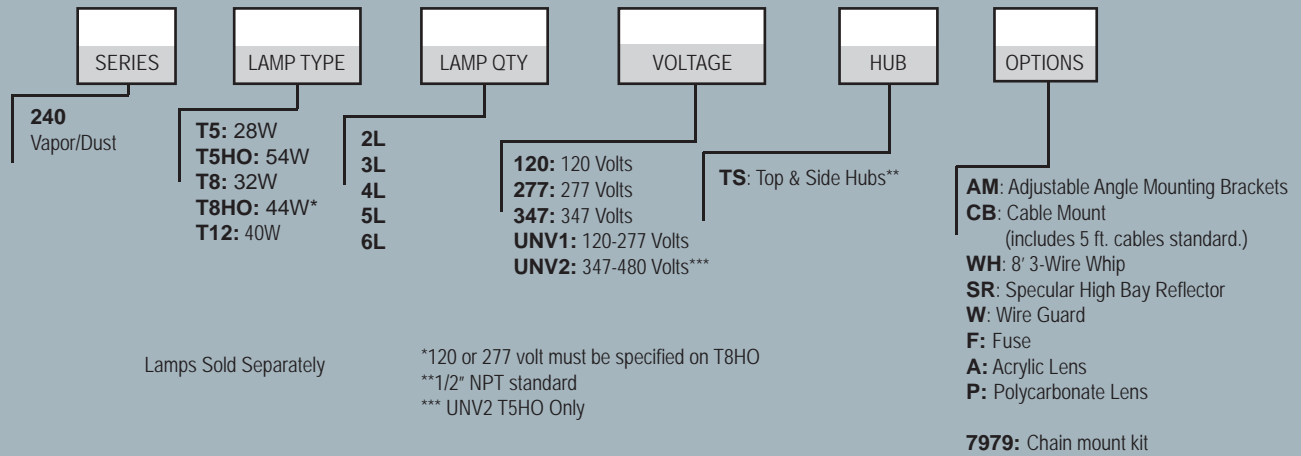 SERIES
LAMP TYPE
LAMP QTY
VOLTAGE
HUB
OPTIONS
240
Vapor/Dust
T5: 28W
T5HO: 54W
T8: 32W
T8HO: 44W*
T12: 40W
2L
3L
4L
5L
6L
120: 120 Volts
277: 277 Volts
347: 347 Volts
UNV1: 120-277 Volts
UNV2: 347-480 Volts***
TS: Top & Side Hubs**
AM: Adjustable Angle Mounting Brackets
CB: Cable Mount
(includes 5 ft. cables standard.)
WH: 8' 3-Wire Whip
SR: Specular High Bay Reflector
W: Wire Guard
F: Fuse
A: Acrylic Lens
P: Polycarbonate Lens
7979: Chain mount kit
Lamps Sold Separately
*120 or 277 volt must be specified on T8HO
**1/2" NPT standard
*** UNV2 T5HO Only